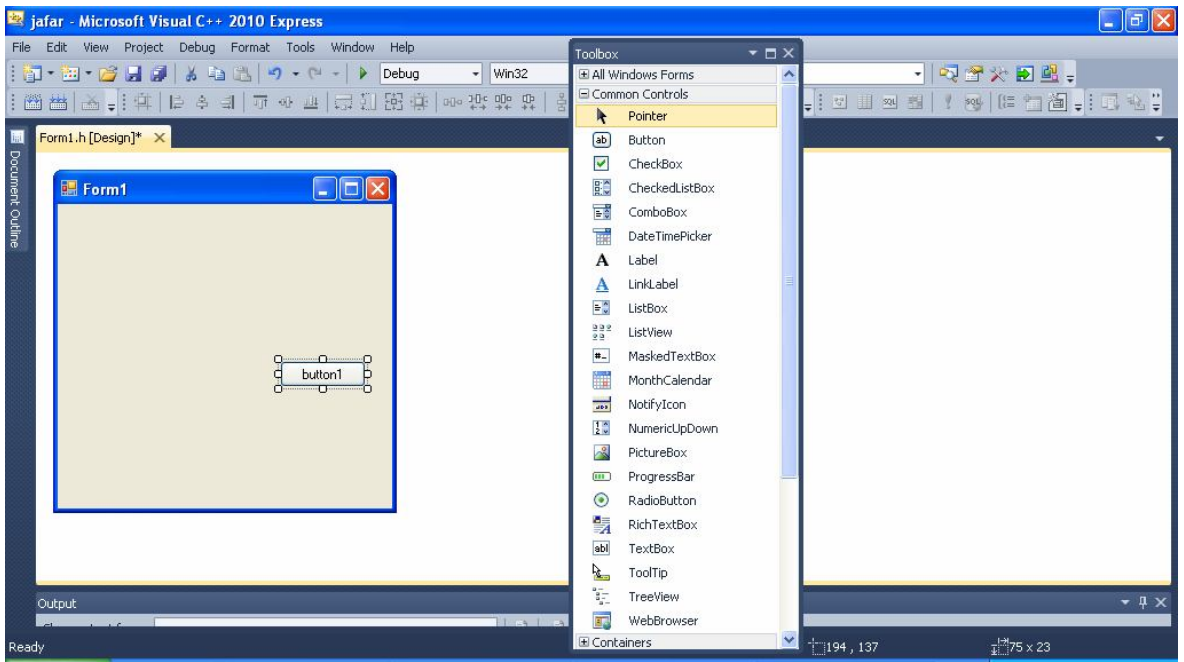 jafar - Microsoft Visual C++ 2010 Express
File Edit View Project Debug Format Tools Window Help
Debug Win32
Form1.h [Design]* X
Document Outline
Form1
button1
Toolbox
All Windows Forms
Common Controls
Pointer
Button
CheckBox
CheckedListBox
ComboBox
DateTimePicker
Label
LinkLabel
ListBox
ListView
MaskedTextBox
MonthCalendar
NotifyIcon
NumericUpDown
PictureBox
ProgressBar
RadioButton
RichTextBox
TextBox
ToolTip
TreeView
WebBrowser
Containers
Output
Ready
194 , 137
75 x 23